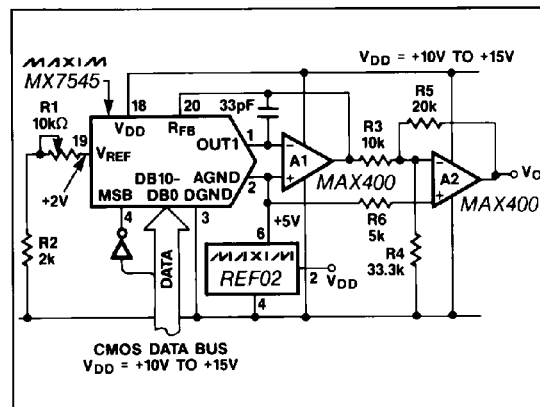 MAXIM
MX7545
R1
10kΩ
19
18
20
33pF
VDD
RFB
OUT1
1
VREF
+2V
DB10-
DB0
AGND
2
MSB
DGND
4
3
R2
2k
DATA
CMOS DATA BUS
VDD = +10V TO +15V
+5V
6
MAXIM
REF02
2
VDD
4
A1
MAX400
VDD = +10V TO +15V
R5
20k
R3
10k
A2
MAX400
VO
R6
5k
R4
33.3k